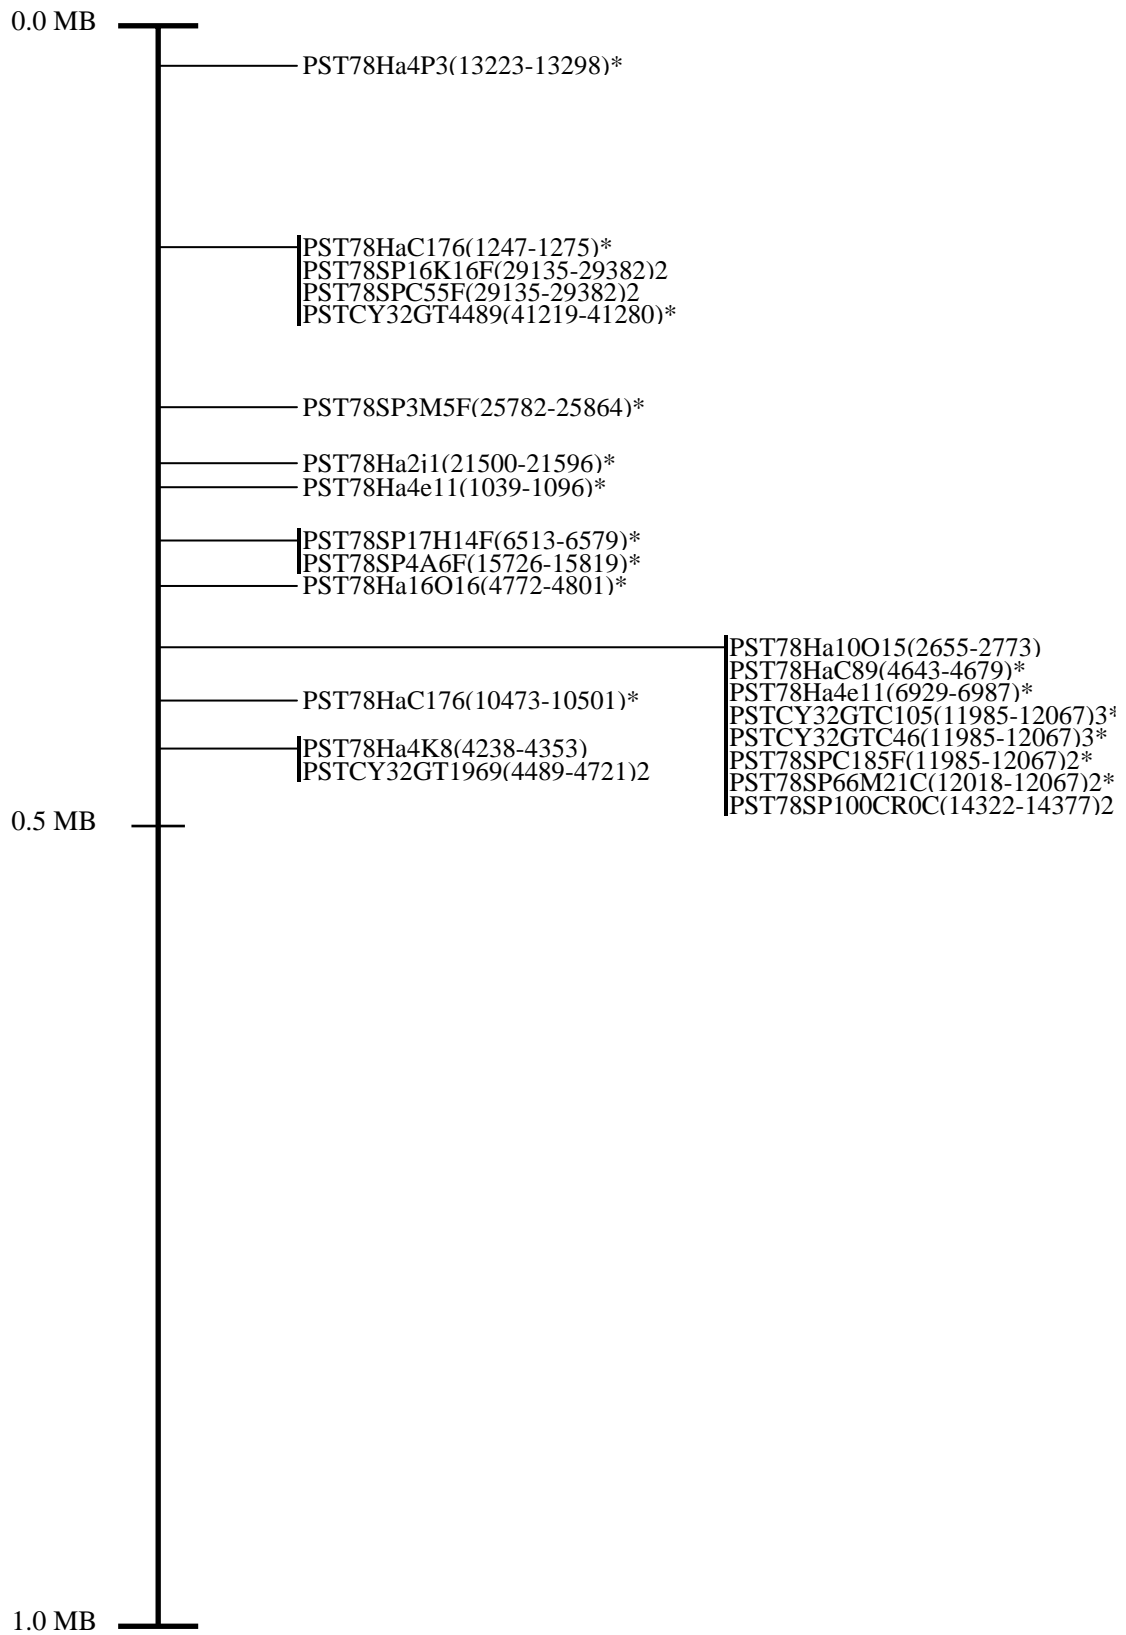 0.0 MB
PST78Ha4P3(13223-13298)*
PST78HaC176(1247-1275)*
PST78SP16K16F(29135-29382)2
PST78SPC55F(29135-29382)2
PSTCY32GT4489(41219-41280)*
PST78SP3M5F(25782-25864)*
PST78Ha2j1(21500-21596)*
PST78Ha4e11(1039-1096)*
PST78SP17H14F(6513-6579)*
PST78SP4A6F(15726-15819)*
PST78Ha16O16(4772-4801)*
PST78Ha10O15(2655-2773)
PST78HaC89(4643-4679)*
PST78Ha4e11(6929-6987)*
PST78HaC176(10473-10501)*
PSTCY32GTC105(11985-12067)3*
PSTCY32GTC46(11985-12067)3*
PST78Ha4K8(4238-4353)
PST78SPC185F(11985-12067)2*
PSTCY32GT1969(4489-4721)2
PST78SP66M21C(12018-12067)2*
PST78SP100CR0C(14322-14377)2
0.5 MB
1.0 MB